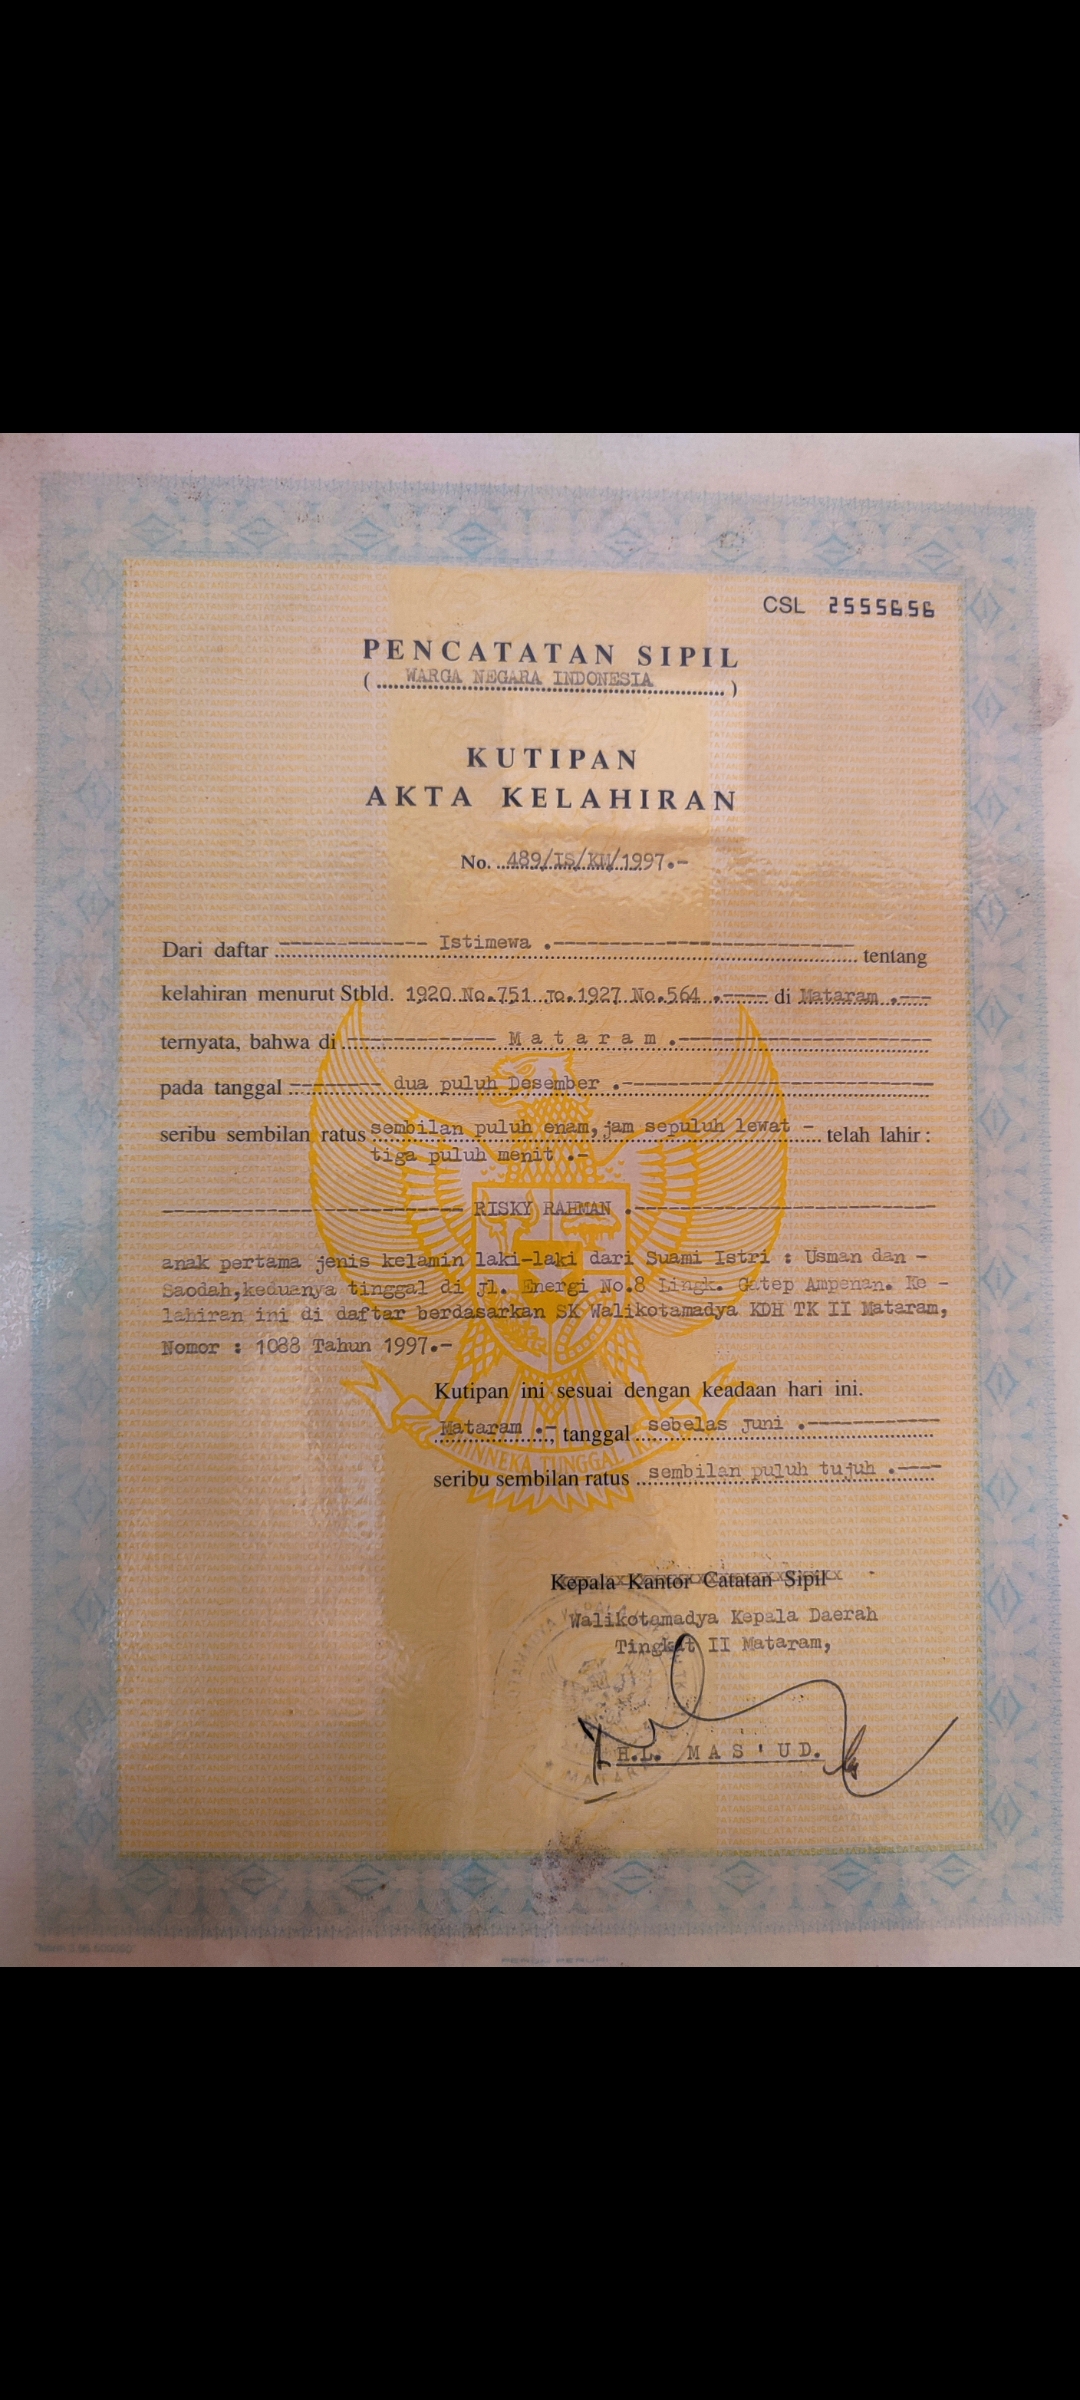 CSL 2555656
PENCATATAN SIPIL
( WARGA NEGARA INDONESIA )
KUTIPAN
AKTA KELAHIRAN
No. 489/IS/KM/1997.-
Dari daftar ------------- Istimewa .-------------------------- tentang
kelahiran menurut Stbld. 1920 No.751 Jo.1927 No.564 .---- di Mataram .---
ternyata, bahwa di ------------- M a t a r a m .----------------------
pada tanggal -------- dua puluh Desember .---------------------------
seribu sembilan ratus sembilan puluh enam, jam sepuluh lewat - telah lahir :
tiga puluh menit .-
-------------------------- RISKY RAHMAN .--------------------------
anak pertama jenis kelamin laki-laki dari Suami Istri : Usman dan -
Saodah, keduanya tinggal di Jl. Energi No.8 Lingk. Gatep Ampenan. Ke -
lahiran ini di daftar berdasarkan SK Walikotamadya KDH TK II Mataram,
Nomor : 1088 Tahun 1997.-
Kutipan ini sesuai dengan keadaan hari ini.
Mataram .-, tanggal sebelas Juni .------------
seribu sembilan ratus sembilan puluh tujuh .----
Kepala Kantor Catatan Sipil
Walikotamadya Kepala Daerah
Tingkat II Mataram,
H.L. MAS'UD.